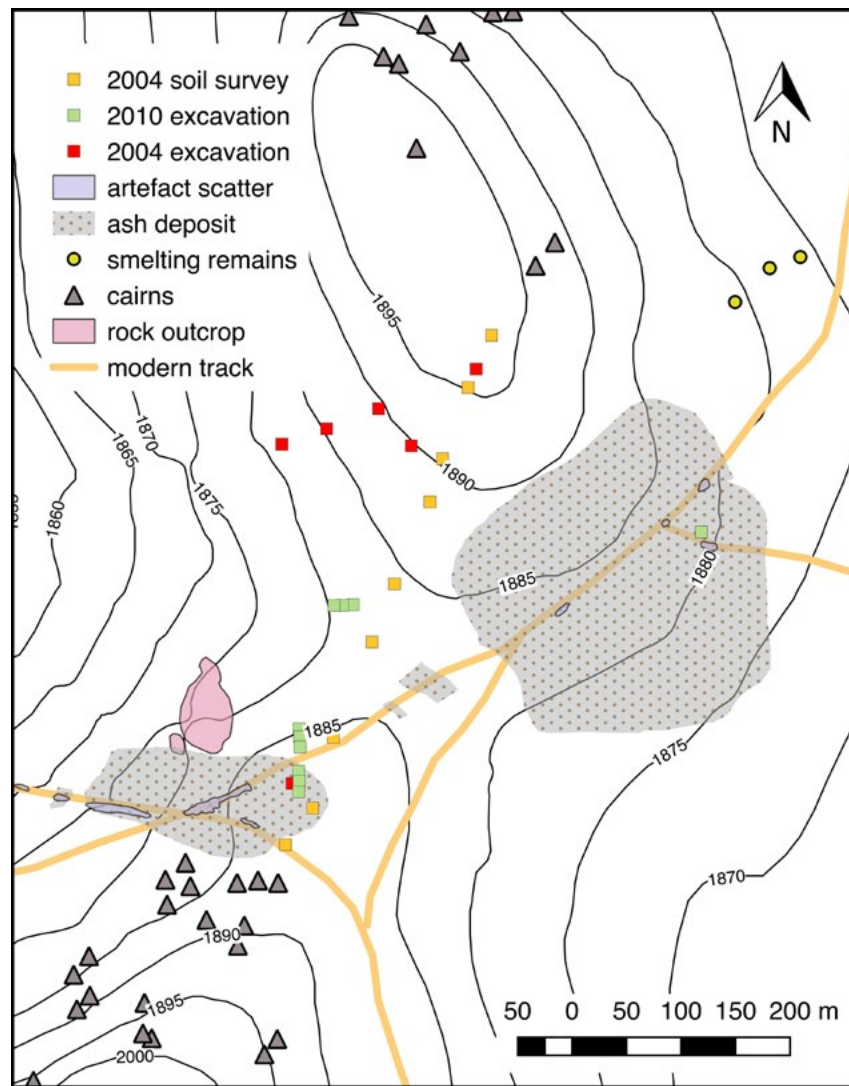 2004 soil survey
2010 excavation
2004 excavation
artefact scatter
ash deposit
smelting remains
cairns
rock outcrop
modern track
N
1895
1870
1865
1875
1860
1890
1885
1880
1885
1875
1870
1890
1895
2000
50 0 50 100 150 200 m